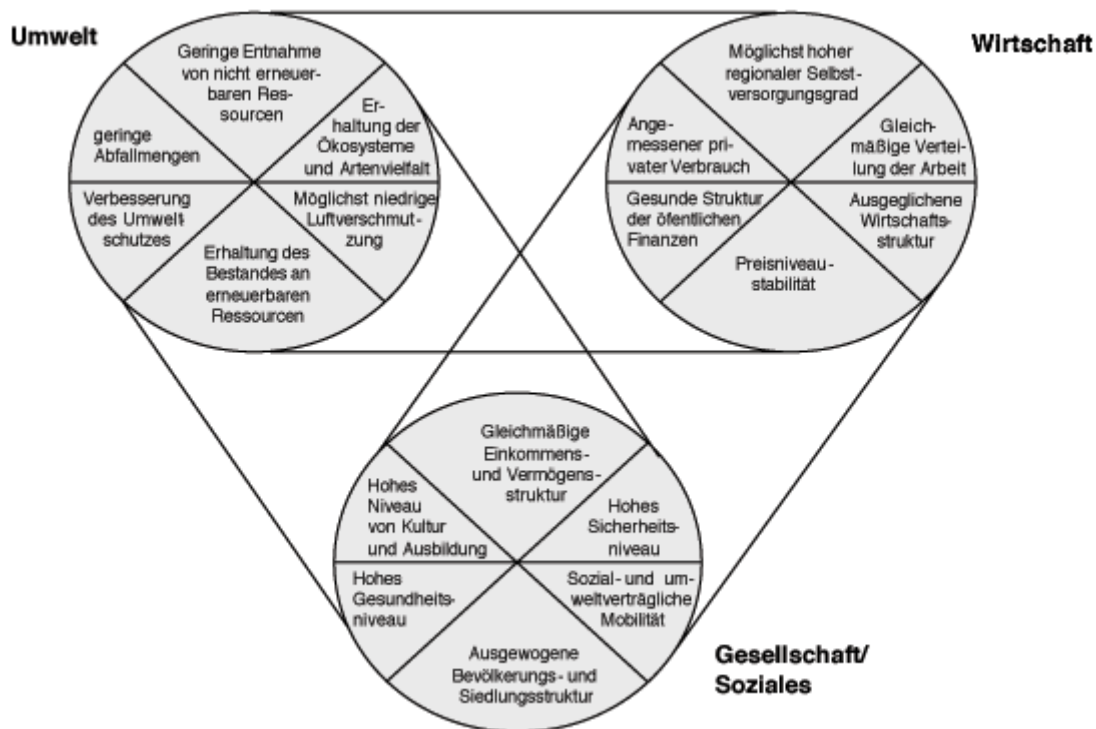 Umwelt
Geringe Entnahme
von nicht erneuer-
baren Res-
sourcen
Er-
haltung der
Ökosysteme
und Artenvielfalt
geringe
Abfallmengen
Verbesserung
des Umwelt-
schutzes
Möglichst niedrige
Luftverschmut-
zung
Erhaltung des
Bestandes an
erneuerbaren
Ressourcen
Wirtschaft
Möglichst hoher
regionaler Selbst-
versorgungsgrad
Ange-
messener pri-
vater Verbrauch
Gleich-
mäßige Vertei-
lung der Arbeit
Gesunde Struktur
der öfentlichen
Finanzen
Ausgeglichene
Wirtschafts-
struktur
Preisniveau-
stabilität
Gleichmäßige
Einkommens-
und Vermögens-
struktur
Hohes
Niveau
von Kultur
und Ausbildung
Hohes
Sicherheits-
niveau
Hohes
Gesundheits-
niveau
Sozial- und um-
weltverträgliche
Mobilität
Ausgewogene
Bevölkerungs- und
Siedlungsstruktur
Gesellschaft/
Soziales